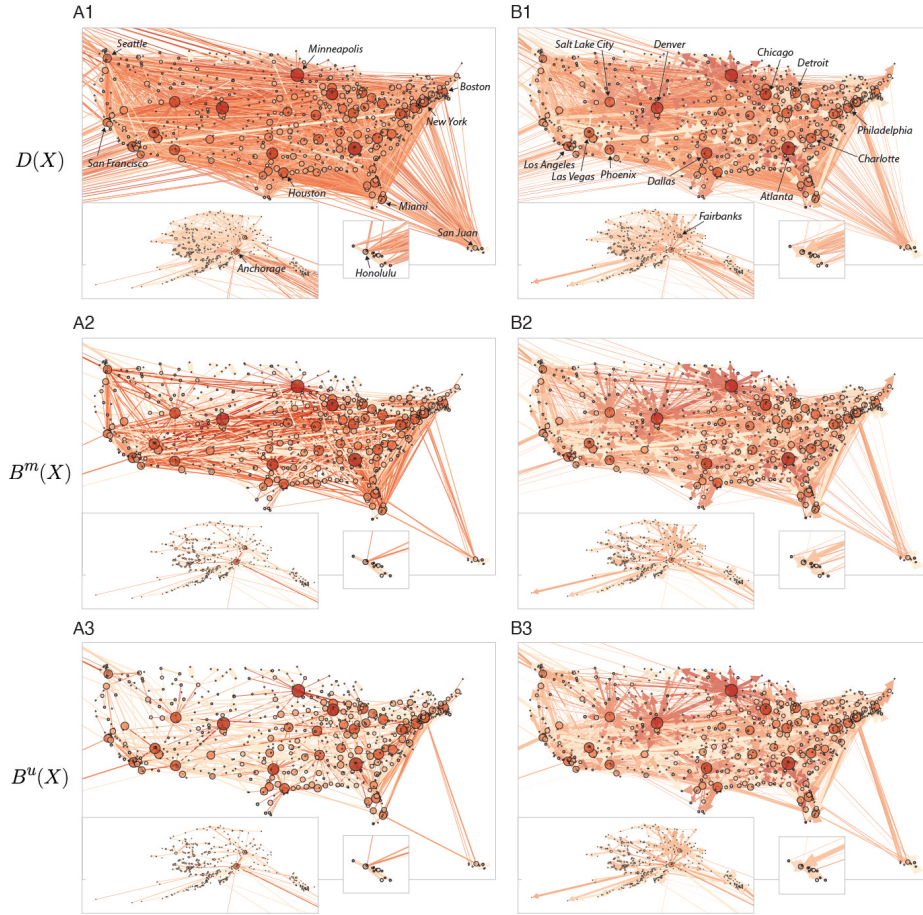 A1
B1
Seattle
Minneapolis
Boston
New York
San Francisco
Houston
Miami
San Juan
Anchorage
Honolulu
Salt Lake City
Denver
Chicago
Detroit
Philadelphia
Los Angeles
Las Vegas
Phoenix
Charlotte
Dallas
Atlanta
Fairbanks
D(X)
A2
B2
B^m(X)
A3
B3
B^u(X)